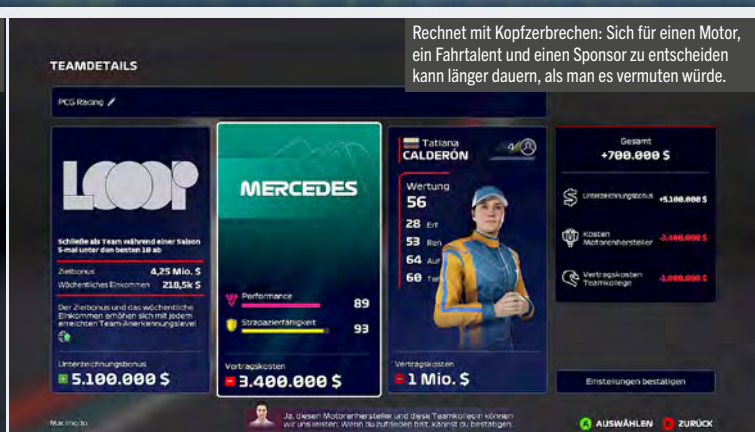 Rechnet mit Kopfzerbrechen: Sich für einen Motor,
ein Fahrtalent und einen Sponsor zu entscheiden
kann länger dauern, als man es vermuten würde.
TEAMDETAILS
PCG Racing
LOOP
Schließe als Team während einer Saison
5-mal unter den besten 10 ab
Zielbonus 4,25 Mio. $
Wöchentliches Einkommen 218,5k $
Der Zielbonus und das wöchentliche
Einkommen erhöhen sich mit jedem
erreichten Team-Anerkennungslevel
Unterzeichnungsbonus
5.100.000 $
MERCEDES
Performance 89
Strapazierfähigkeit 93
Vertragskosten
3.400.000 $
Tatiana
CALDERÓN
4
Wertung
56
28 Erf
53 Ren
64 Auf
60 Tem
Vertragskosten
1 Mio. $
Gesamt
+700.000 $
Unterzeichnungsbonus +5.100.000 $
Kosten
Motorenhersteller -3.400.000 $
Vertragskosten
Teamkollege -1.000.000 $
Einstellungen bestätigen
Macimodo
Ja, diesen Motorenhersteller und diese Teamkollegin können
wir uns leisten. Wenn du zufrieden bist, kannst du bestätigen.
A AUSWÄHLEN
ZURÜCK